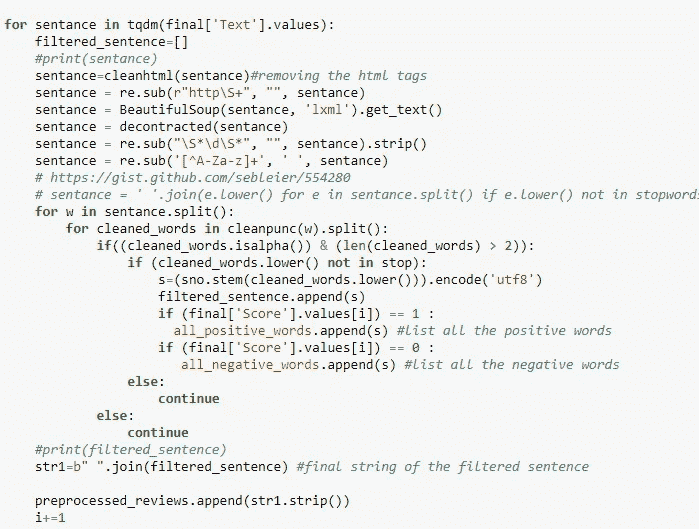 for sentance in tqdm(final['Text'].values):
    filtered_sentence=[]
    #print(sentance)
    sentance=cleanhtml(sentance)#removing the html tags
    sentance = re.sub(r"http\S+", "", sentance)
    sentance = BeautifulSoup(sentance, 'lxml').get_text()
    sentance = decontracted(sentance)
    sentance = re.sub("\S*\d\S*", "", sentance).strip()
    sentance = re.sub('[^A-Za-z]+', ' ', sentance)
    # https://gist.github.com/sebleier/554280
    # sentance = ' '.join(e.lower() for e in sentance.split() if e.lower() not in stopwords
    for w in sentance.split():
        for cleaned_words in cleanpunc(w).split():
            if((cleaned_words.isalpha()) & (len(cleaned_words) > 2)):
                if (cleaned_words.lower() not in stop):
                    s=(sno.stem(cleaned_words.lower())).encode('utf8')
                    filtered_sentence.append(s)
                    if (final['Score'].values[i]) == 1 :
                      all_positive_words.append(s) #list all the positive words
                    if (final['Score'].values[i]) == 0 :
                       all_negative_words.append(s) #list all the negative words
                else:
                    continue
            else:
                continue
    #print(filtered_sentence)
    str1=b" ".join(filtered_sentence) #final string of the filtered sentence
    preprocessed_reviews.append(str1.strip())
    i+=1